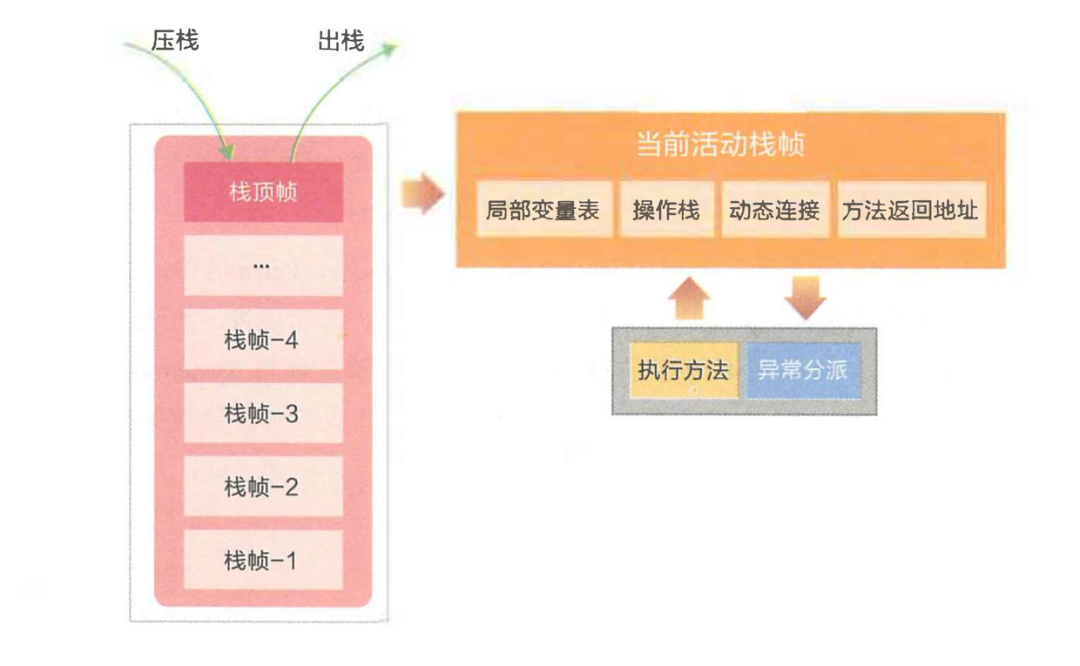 压栈 出栈
栈顶帧
...
栈帧-4
栈帧-3
栈帧-2
栈帧-1
当前活动栈帧
局部变量表 操作栈 动态连接 方法返回地址
执行方法 异常分派